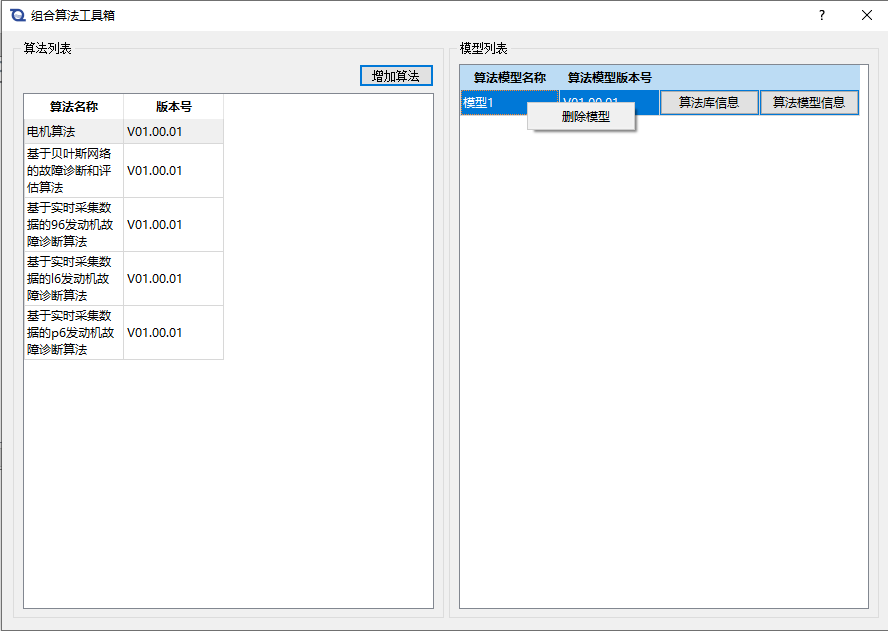 组合算法工具箱
?
算法列表
增加算法
算法名称 版本号
电机算法 V01.00.01
基于贝叶斯网络
的故障诊断和评
估算法
V01.00.01
基于实时采集数
据的96发动机故
障诊断算法
V01.00.01
基于实时采集数
据的l6发动机故
障诊断算法
V01.00.01
基于实时采集数
据的p6发动机故
障诊断算法
V01.00.01
模型列表
算法模型名称 算法模型版本号
模型1 V01.00.01 算法库信息 算法模型信息
删除模型